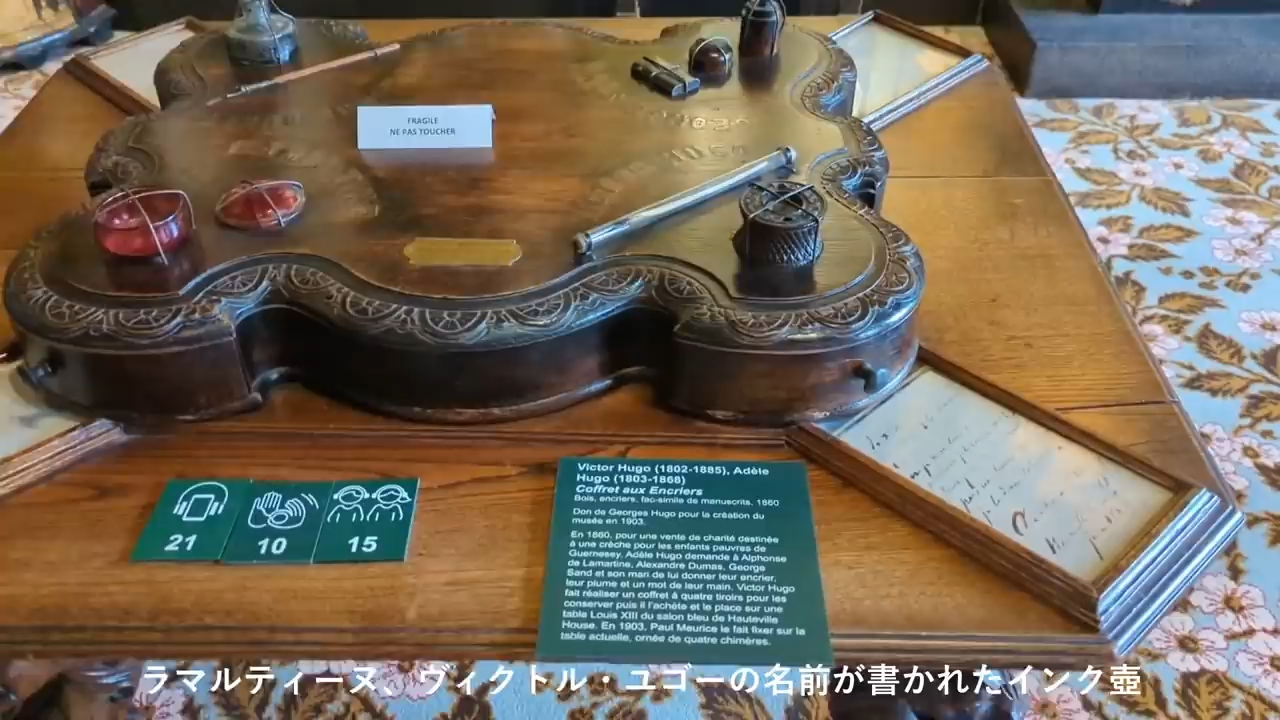 FRAGILE
NE PAS TOUCHER
21
10
15
Victor Hugo (1802-1885), Adèle
Hugo (1803-1868)
Coffret aux Encriers
Bois, encriers, fac-simile de manuscrits, 1860
Don de Georges Hugo pour la création du
musée en 1903.
En 1860, pour une vente de charité destinée
à une crèche pour les enfants pauvres de
Guernesey, Adèle Hugo demande à Alphonse
de Lamartine, Alexandre Dumas, George
Sand et son mari de lui donner leur encrier,
leur plume et un mot de leur main. Victor Hugo
fait réaliser un coffret à quatre tiroirs pour les
conserver puis il l'achète et le place sur une
table Louis XIII du salon bleu de Hauteville
House. En 1903, Paul Meurice le fait fixer sur la
table actuelle, ornée de quatre chimères.
ラマルティーヌ、ヴィクトル・ユゴーの名前が書かれたインク壺